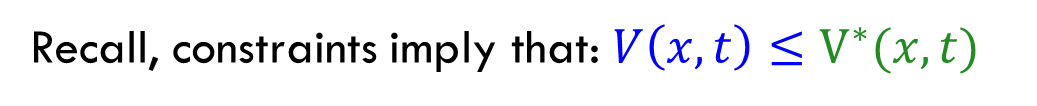 Recall, constraints imply that: V(x, t) ≤ V*(x, t)